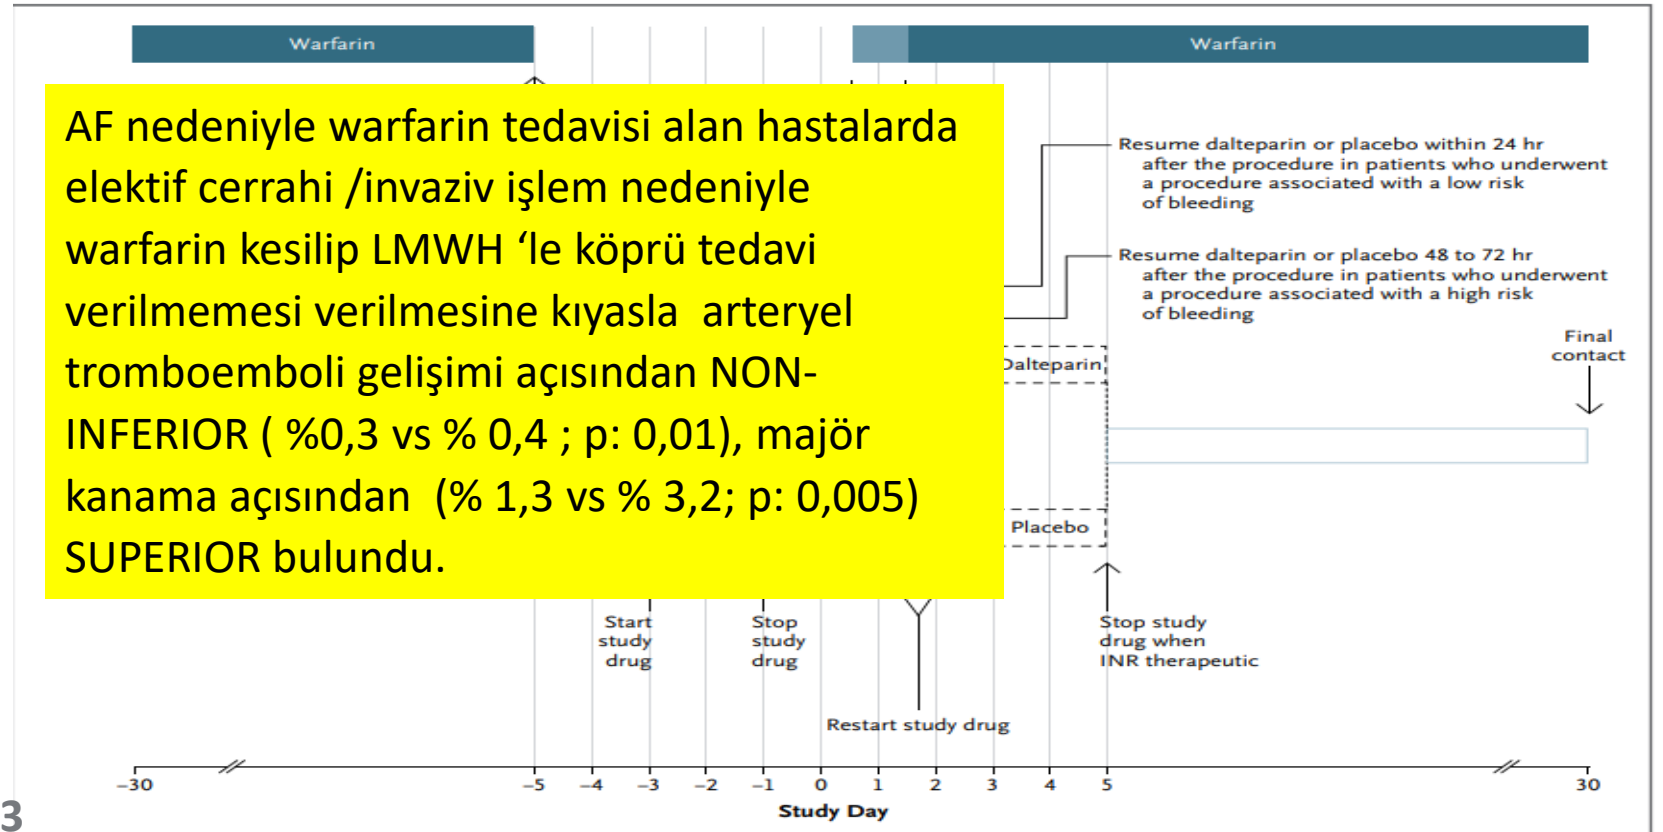 Warfarin
Warfarin
AF nedeniyle warfarin tedavisi alan hastalarda
elektif cerrahi /invaziv işlem nedeniyle
warfarin kesilip LMWH ‘le köprü tedavi
verilmemesi verilmesine kıyasla arteryel
tromboemboli gelişimi açısından NON-
INFERIOR ( %0,3 vs % 0,4 ; p: 0,01), majör
kanama açısından (% 1,3 vs % 3,2; p: 0,005)
SUPERIOR bulundu.
Resume dalteparin or placebo within 24 hr
after the procedure in patients who underwent
a procedure associated with a low risk
of bleeding
Resume dalteparin or placebo 48 to 72 hr
after the procedure in patients who underwent
a procedure associated with a high risk
of bleeding
Final
contact
Dalteparin
Placebo
Start
study
drug
Stop
study
drug
Stop study
drug when
INR therapeutic
Restart study drug
−30 −5 −4 −3 −2 −1 0 1 2 3 4 5 30
Study Day
3